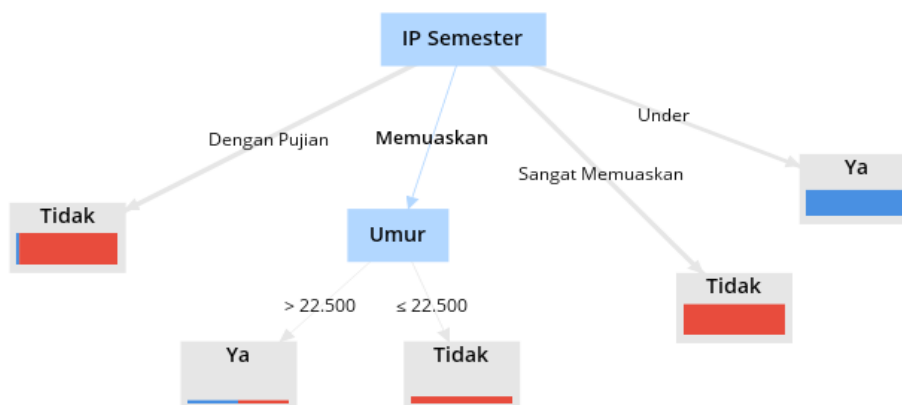 IP Semester
Dengan Pujian
Memuaskan
Sangat Memuaskan
Under
Tidak
Umur
Tidak
Ya
> 22.500
≤ 22.500
Ya
Tidak